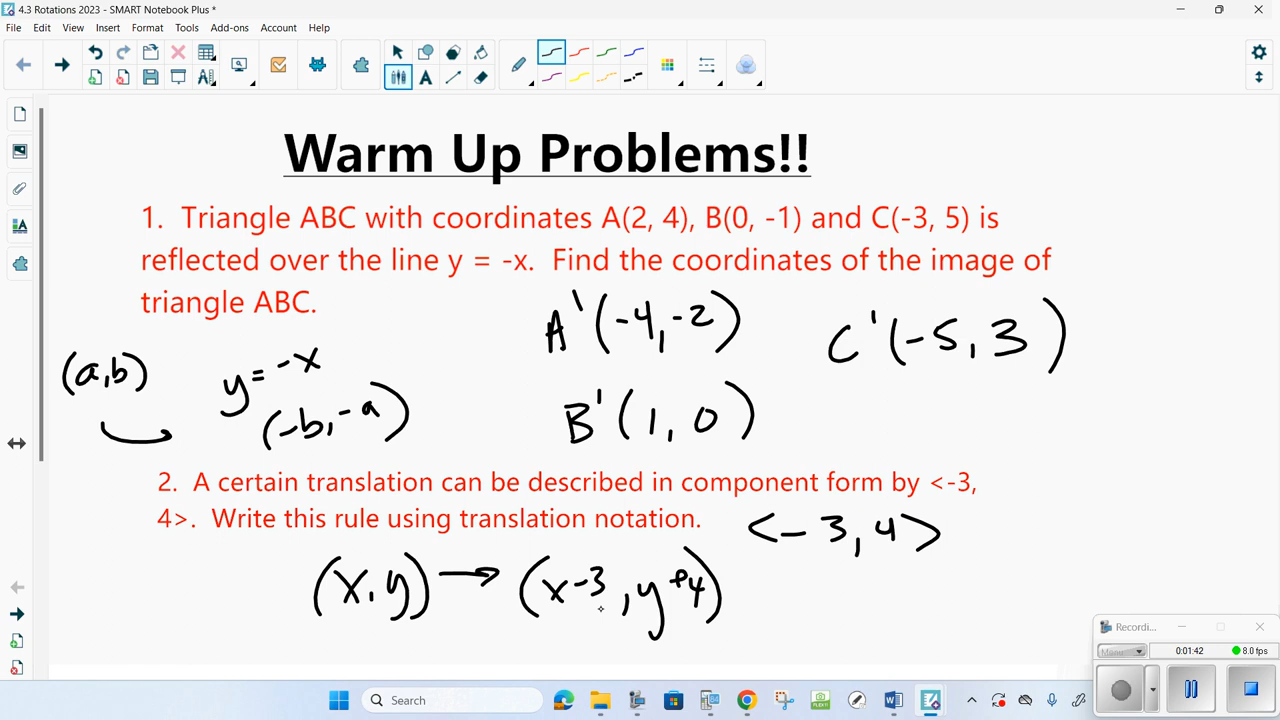 4.3 Rotations 2023 - SMART Notebook Plus *
File Edit View Insert Format Tools Add-ons Account Help
Warm Up Problems!!
1. Triangle ABC with coordinates A(2, 4), B(0, -1) and C(-3, 5) is
reflected over the line y = -x. Find the coordinates of the image of
triangle ABC.
A'(-4,-2)
C'(-5, 3)
(a,b)
y=-x
(-b,-a)
B'(1, 0)
2. A certain translation can be described in component form by <-3,
4>. Write this rule using translation notation.
<-3,4>
(x,y) → (x-3,y+4)
Recordi...
Menu
0:01:42
8.0 fps
Search